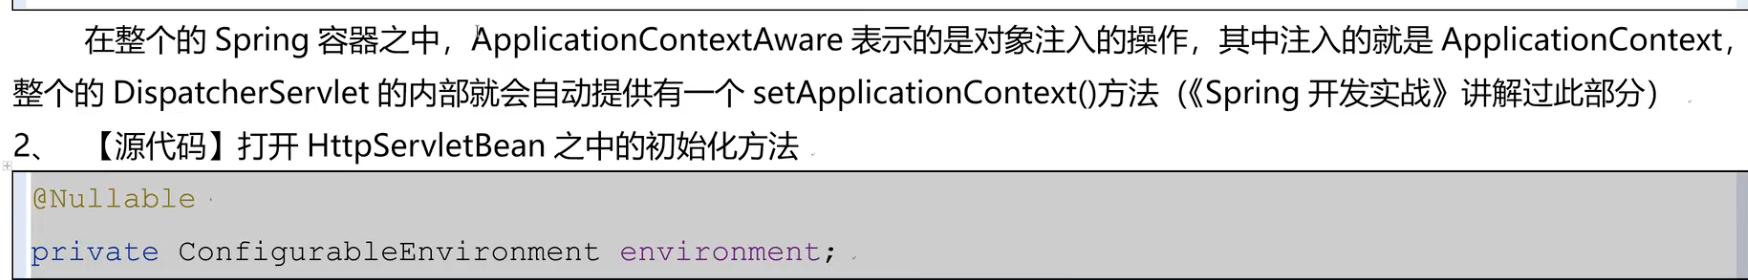 在整个的 Spring 容器之中，ApplicationContextAware 表示的是对象注入的操作，其中注入的就是 ApplicationContext，
整个的 DispatcherServlet 的内部就会自动提供有一个 setApplicationContext()方法（《Spring 开发实战》讲解过此部分）
2、 【源代码】打开 HttpServletBean 之中的初始化方法
@Nullable
private ConfigurableEnvironment environment;